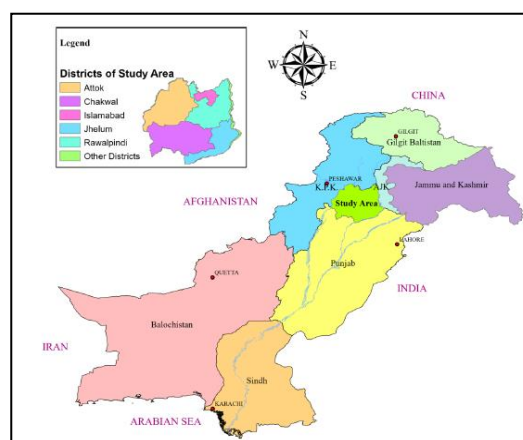 Legend
Districts of Study Area
Attok
Chakwal
Islamabad
Jhelum
Rawalpindi
Other Districts
N
W
E
S
CHINA
GILGIT
Gilgit Baltistan
PESHAWAR
K.P.K
AJK
Jammu and Kashmir
AFGHANISTAN
Study Area
LAHORE
Punjab
QUETTA
INDIA
Balochistan
IRAN
Sindh
KARACHI
ARABIAN SEA